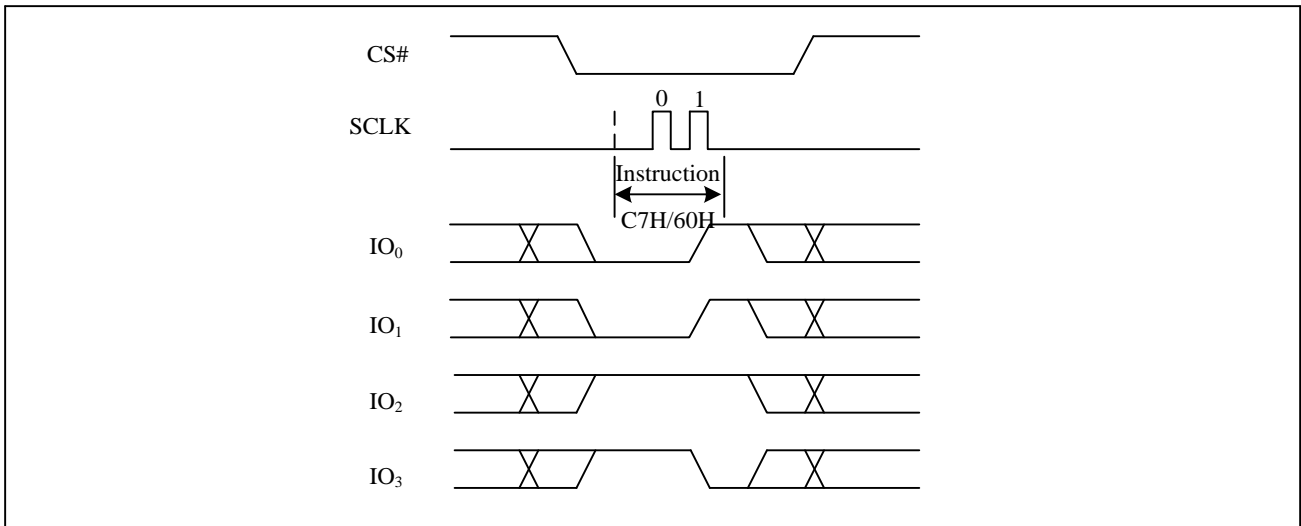 CS#
0 1
SCLK
Instruction
C7H/60H
IO₀
IO₁
IO₂
IO₃